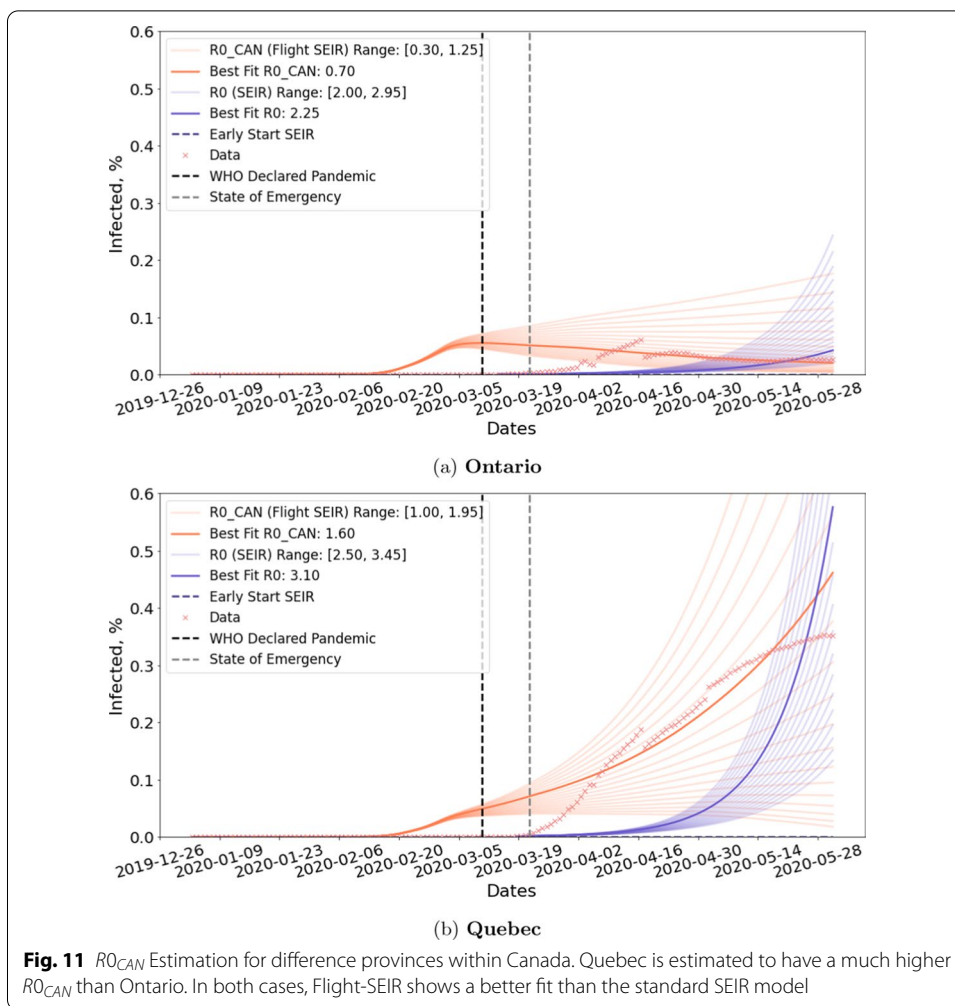 0.6
0.5
0.4
0.3
0.2
0.1
0.0
Infected, %
R0_CAN (Flight SEIR) Range: [0.30, 1.25]
Best Fit R0_CAN: 0.70
R0 (SEIR) Range: [2.00, 2.95]
Best Fit R0: 2.25
Early Start SEIR
Data
WHO Declared Pandemic
State of Emergency
2019-12-26
2020-01-09
2020-01-23
2020-02-06
2020-02-20
2020-03-05
2020-03-19
2020-04-02
2020-04-16
2020-04-30
2020-05-14
2020-05-28
Dates
(a) Ontario
0.6
0.5
0.4
0.3
0.2
0.1
0.0
Infected, %
R0_CAN (Flight SEIR) Range: [1.00, 1.95]
Best Fit R0_CAN: 1.60
R0 (SEIR) Range: [2.50, 3.45]
Best Fit R0: 3.10
Early Start SEIR
Data
WHO Declared Pandemic
State of Emergency
2019-12-26
2020-01-09
2020-01-23
2020-02-06
2020-02-20
2020-03-05
2020-03-19
2020-04-02
2020-04-16
2020-04-30
2020-05-14
2020-05-28
Dates
(b) Quebec
Fig. 11 R0CAN Estimation for difference provinces within Canada. Quebec is estimated to have a much higher
R0CAN than Ontario. In both cases, Flight-SEIR shows a better fit than the standard SEIR model